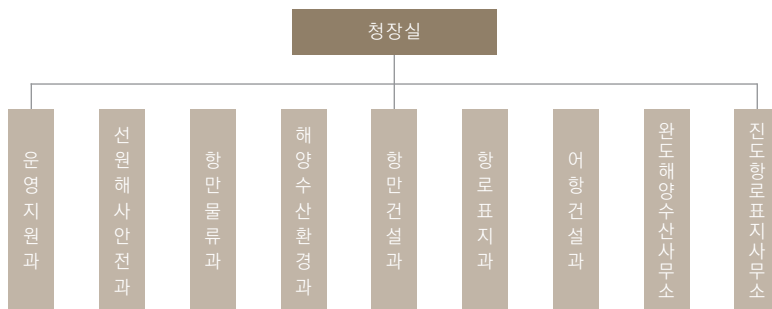 청장실
운영지원과
선원해사안전과
항만물류과
해양수산환경과
항만건설과
항로표지과
어항건설과
완도해양수산사무소
진도항로표지사무소